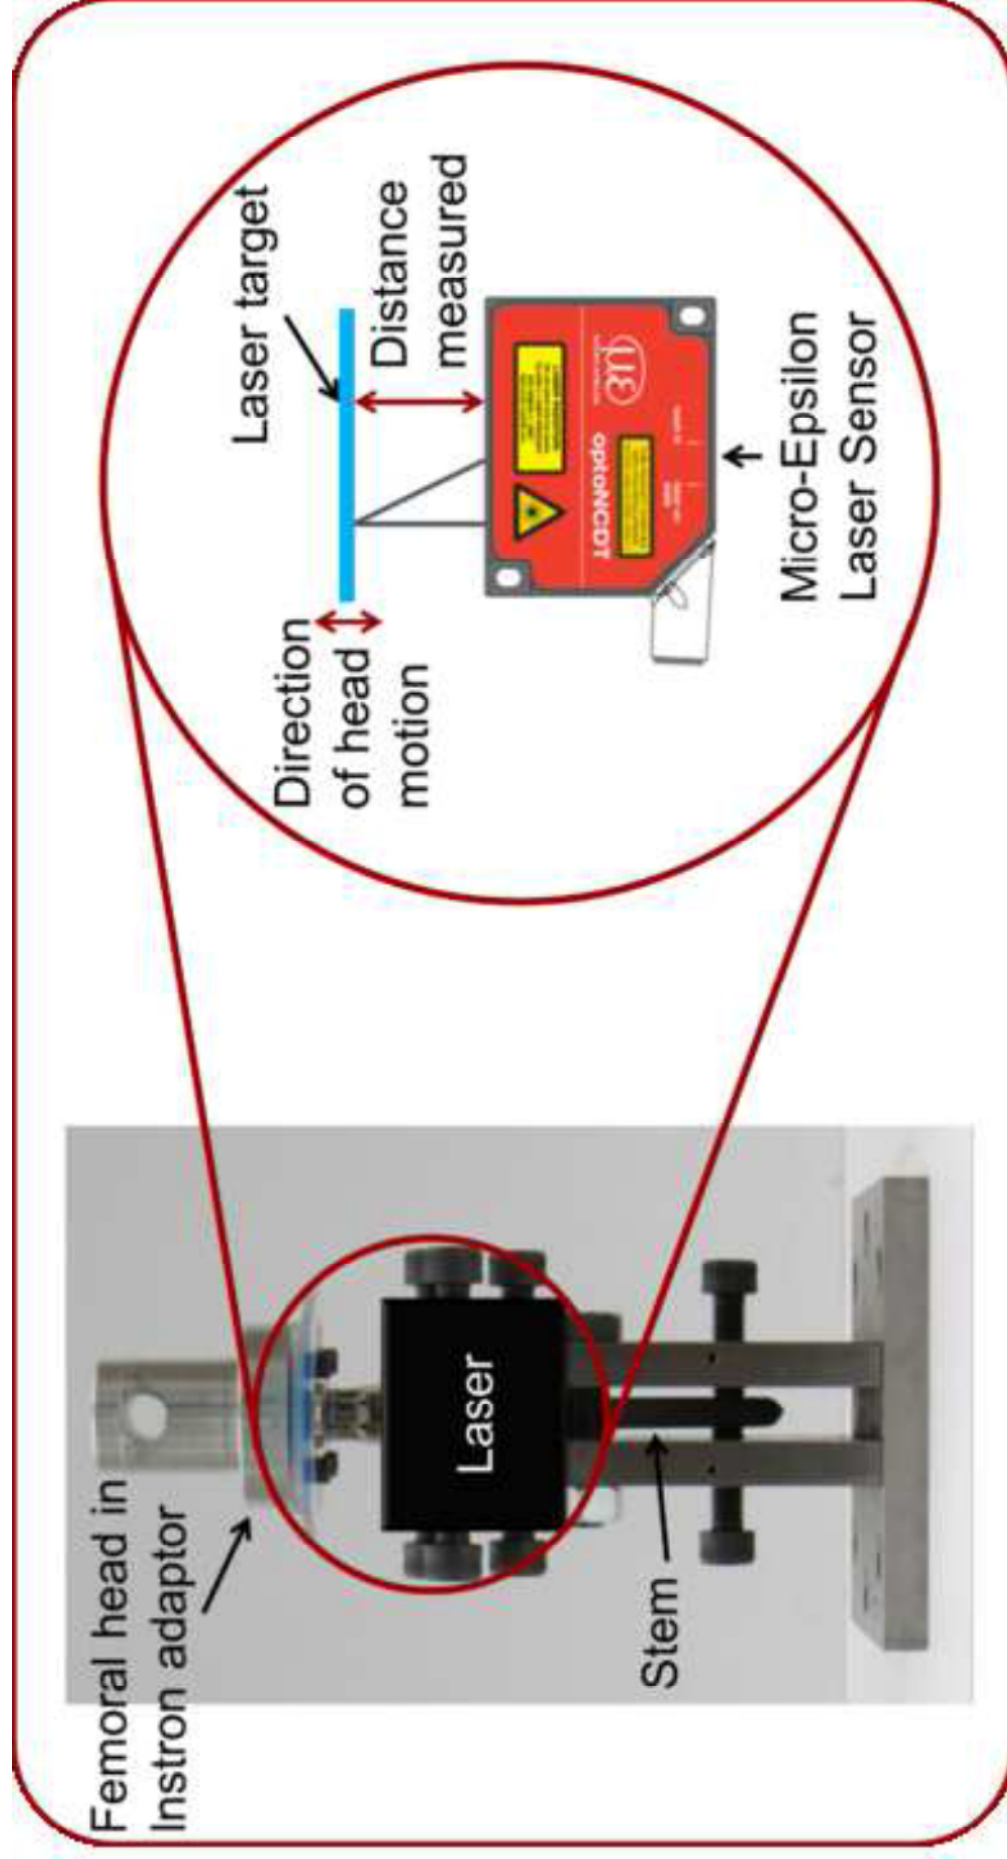 Femoral head in
Instron adaptor
Laser
Stem
Direction
of head
motion
Laser target
Distance
measured
optoNCDT
με
Micro-Epsilon
Laser Sensor